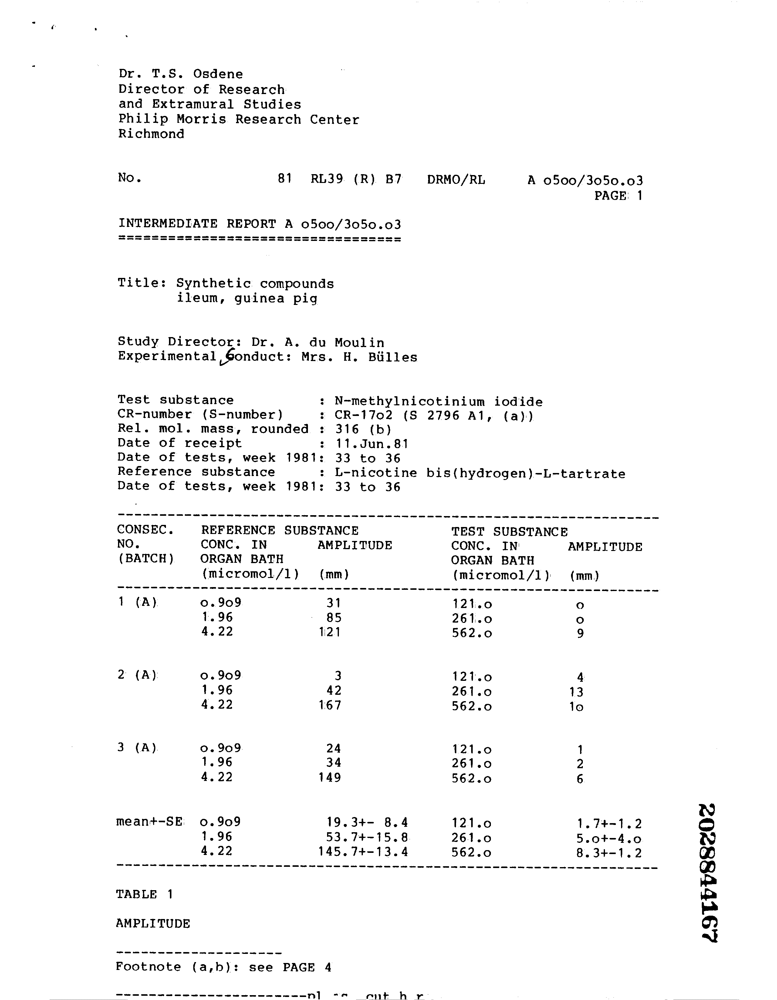 Dr. T.S. Osdene
Director of Research
and Extramural Studies
Philip Morris Research Center
Richmond
No. 81 RL39 (R) B7 DRMO/RL A o5oo/3o5o.o3
PAGE 1
INTERMEDIATE REPORT A o5oo/3o5o.o3
==================================
Title: Synthetic compounds
ileum, guinea pig
Study Director: Dr. A. du Moulin
Experimental Conduct: Mrs. H. Bülles
Test substance : N-methylnicotinium iodide
CR-number (S-number) : CR-17o2 (S 2796 A1, (a))
Rel. mol. mass, rounded : 316 (b)
Date of receipt : 11.Jun.81
Date of tests, week 1981: 33 to 36
Reference substance : L-nicotine bis(hydrogen)-L-tartrate
Date of tests, week 1981: 33 to 36
CONSEC. REFERENCE SUBSTANCE TEST SUBSTANCE
NO. CONC. IN AMPLITUDE CONC. IN AMPLITUDE
(BATCH) ORGAN BATH ORGAN BATH
(micromol/l) (mm) (micromol/l) (mm)
1 (A) o.9o9 31 121.o o
1.96 85 261.o o
4.22 121 562.o 9
2 (A) o.9o9 3 121.o 4
1.96 42 261.o 13
4.22 167 562.o 1o
3 (A) o.9o9 24 121.o 1
1.96 34 261.o 2
4.22 149 562.o 6
mean+-SE o.9o9 19.3+- 8.4 121.o 1.7+-1.2
1.96 53.7+-15.8 261.o 5.o+-4.o
4.22 145.7+-13.4 562.o 8.3+-1.2
TABLE 1
AMPLITUDE
Footnote (a,b): see PAGE 4
2028844167